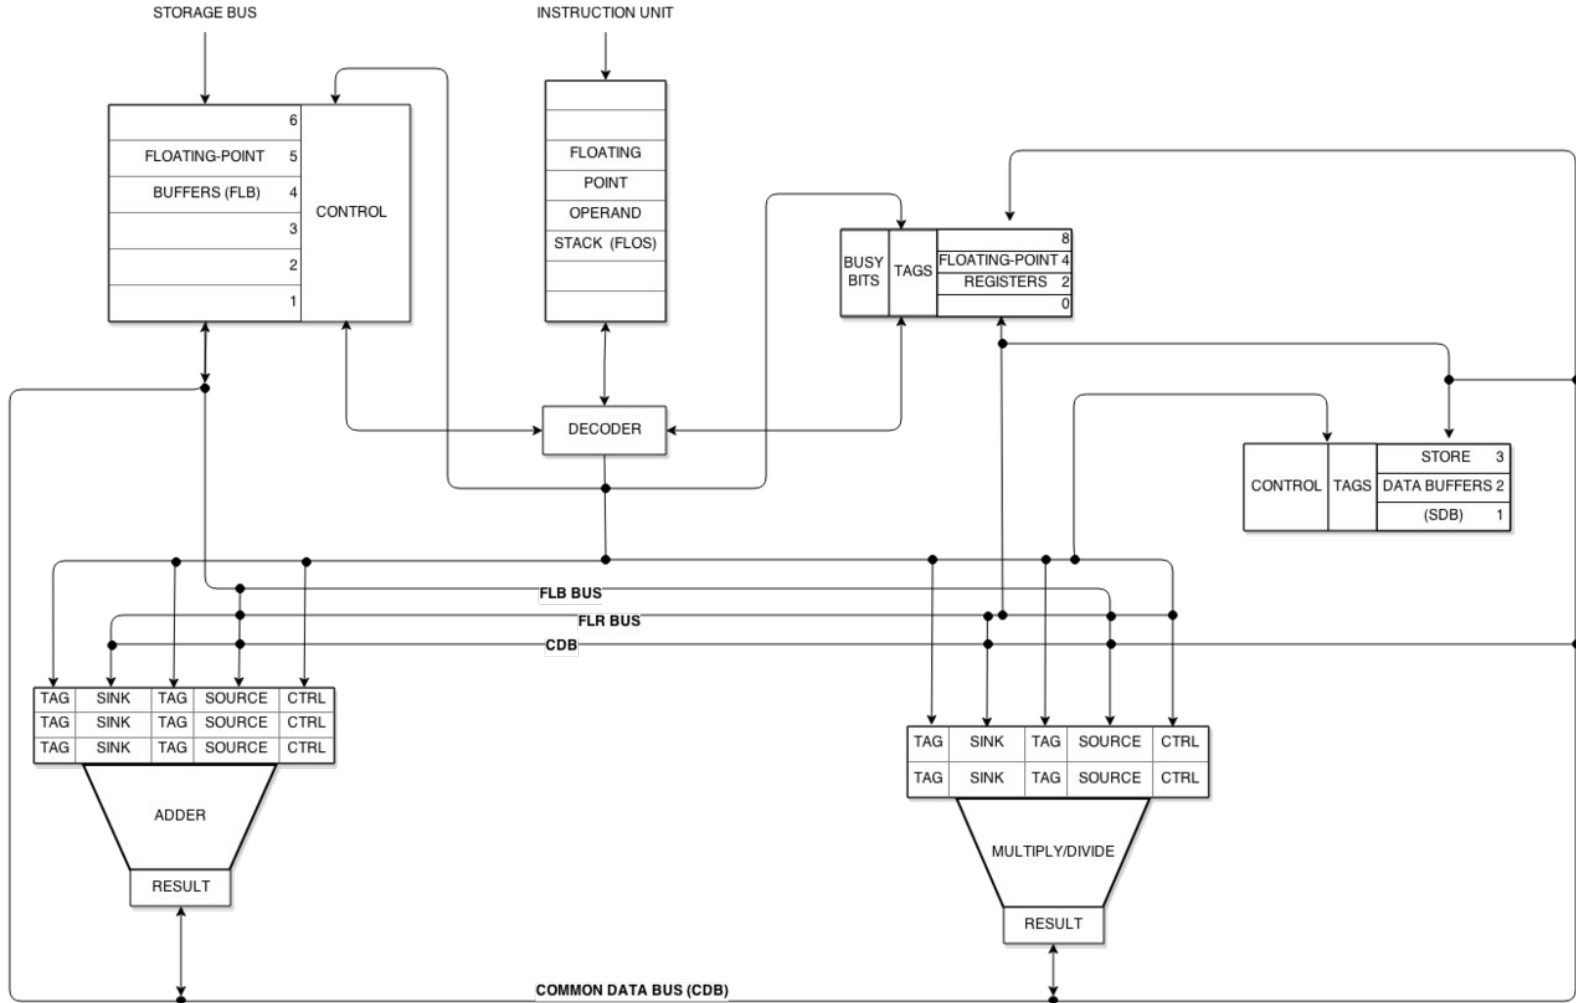 STORAGE BUS
INSTRUCTION UNIT
6
FLOATING-POINT 5
BUFFERS (FLB) 4
3
2
1
CONTROL
FLOATING
POINT
OPERAND
STACK (FLOS)
BUSY
BITS
TAGS
8
FLOATING-POINT 4
REGISTERS 2
0
DECODER
CONTROL
TAGS
STORE 3
DATA BUFFERS 2
(SDB) 1
FLB BUS
FLR BUS
CDB
TAG SINK TAG SOURCE CTRL
TAG SINK TAG SOURCE CTRL
TAG SINK TAG SOURCE CTRL
ADDER
RESULT
TAG SINK TAG SOURCE CTRL
TAG SINK TAG SOURCE CTRL
MULTIPLY/DIVIDE
RESULT
COMMON DATA BUS (CDB)